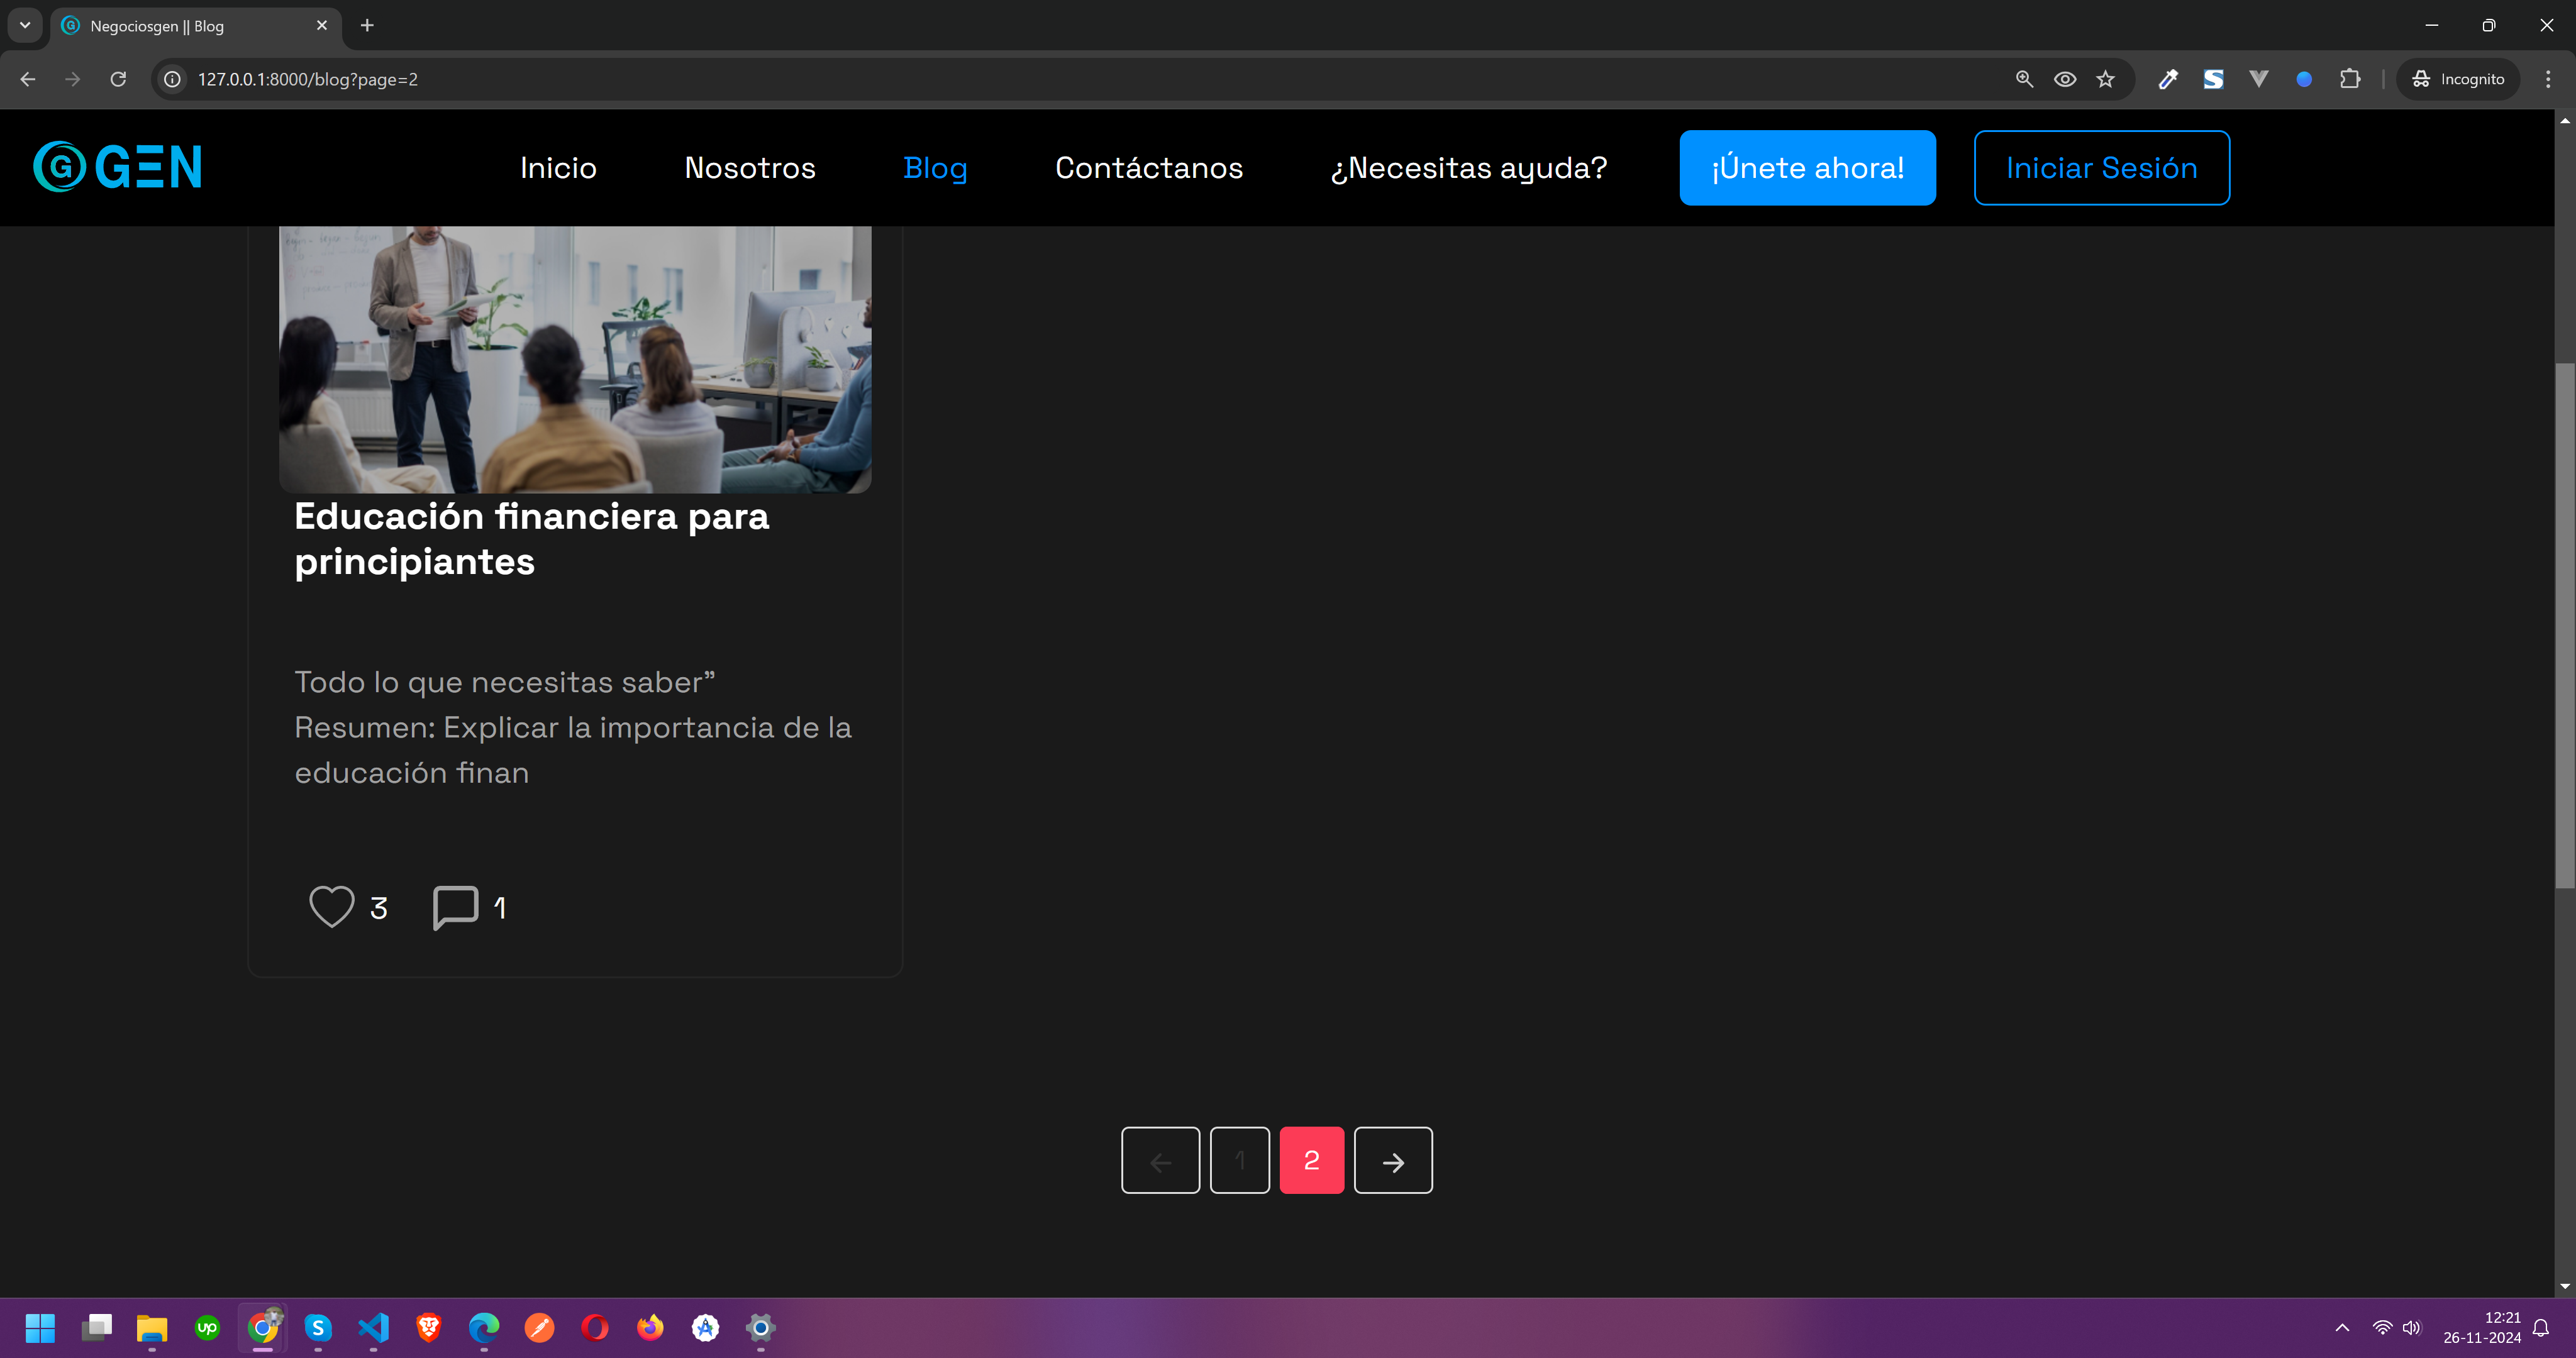 Negociosgen || Blog
127.0.0.1:8000/blog?page=2
Incognito
G GEN
Inicio
Nosotros
Blog
Contáctanos
¿Necesitas ayuda?
¡Únete ahora!
Iniciar Sesión
Educación financiera para
principiantes
Todo lo que necesitas saber”
Resumen: Explicar la importancia de la
educación finan
3
1
1
2
up
S
12:21
26-11-2024